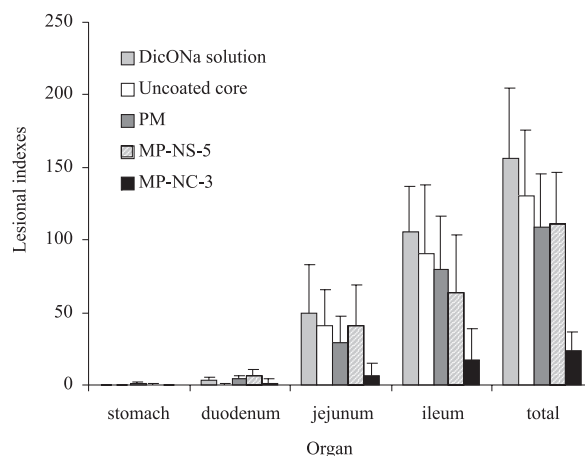 250
200
150
100
50
0
Lesional indexes
DicONa solution
Uncoated core
PM
MP-NS-5
MP-NC-3
stomach duodenum jejunum ileum total
Organ